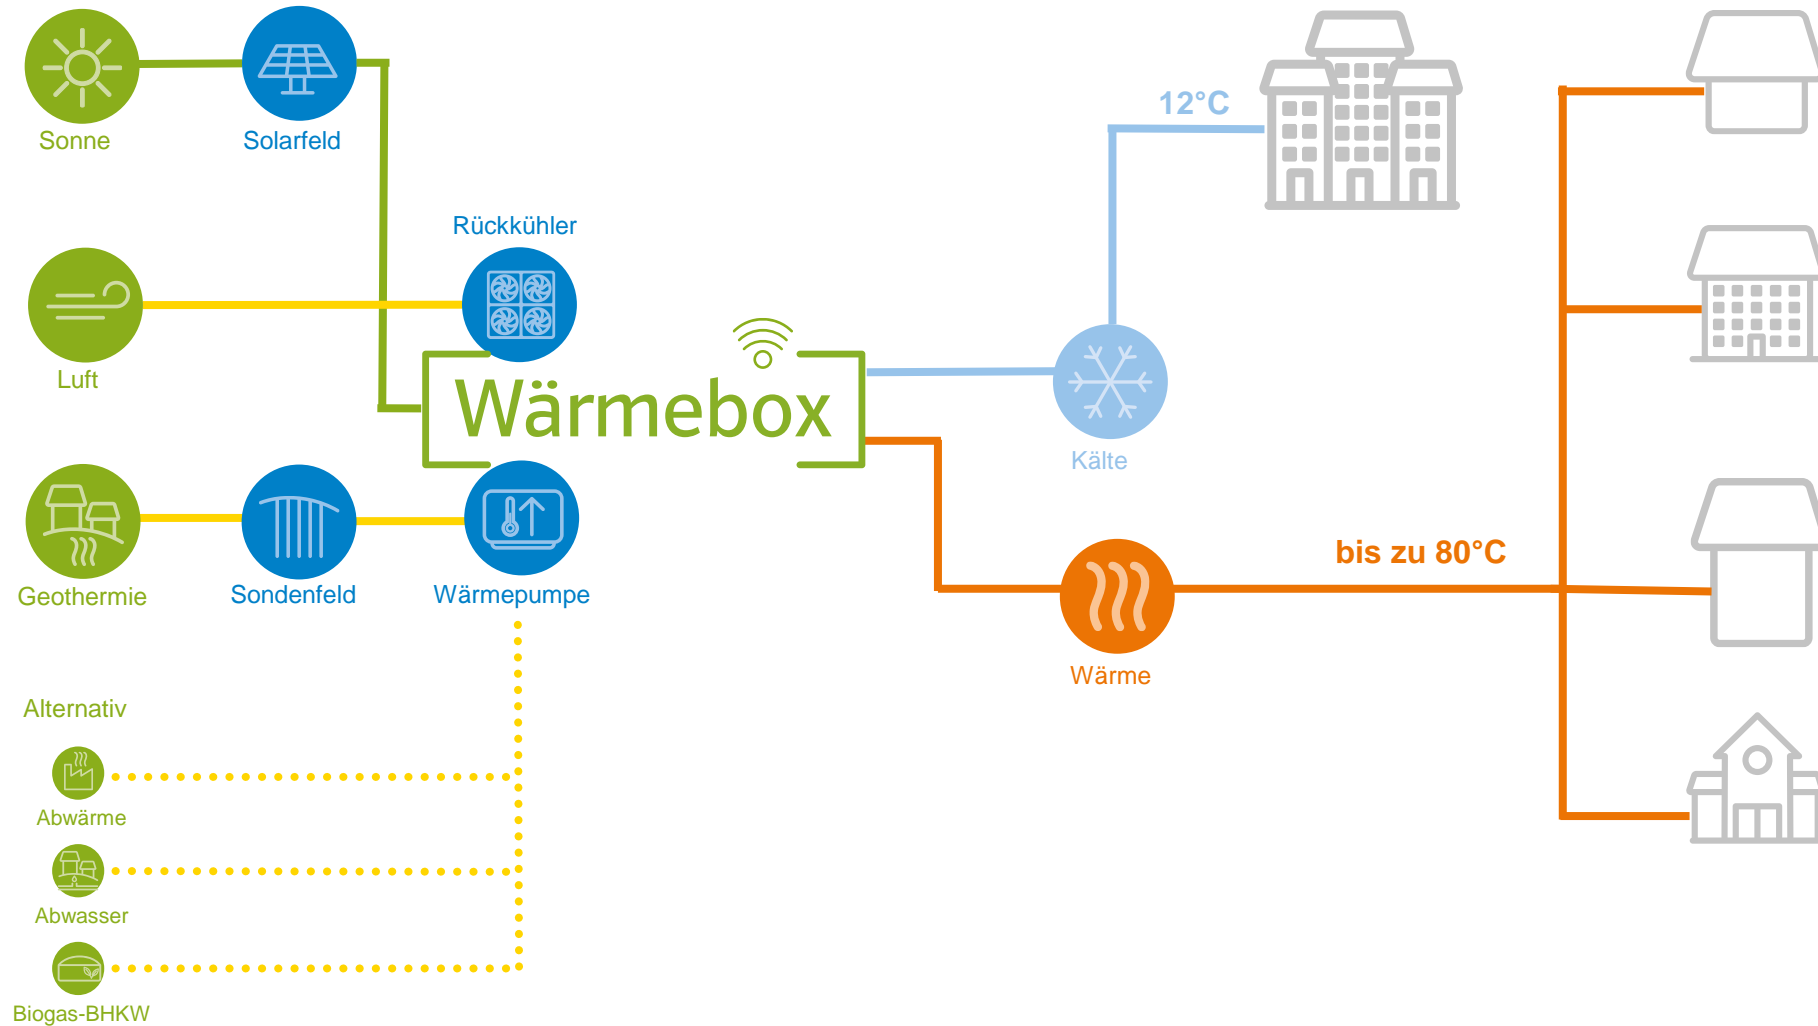 Sonne
Solarfeld
12°C
Rückkühler
Luft
Wärmebox
Kälte
Geothermie
Sondenfeld
Wärmepumpe
bis zu 80°C
Wärme
Alternativ
Abwärme
Abwasser
Biogas-BHKW